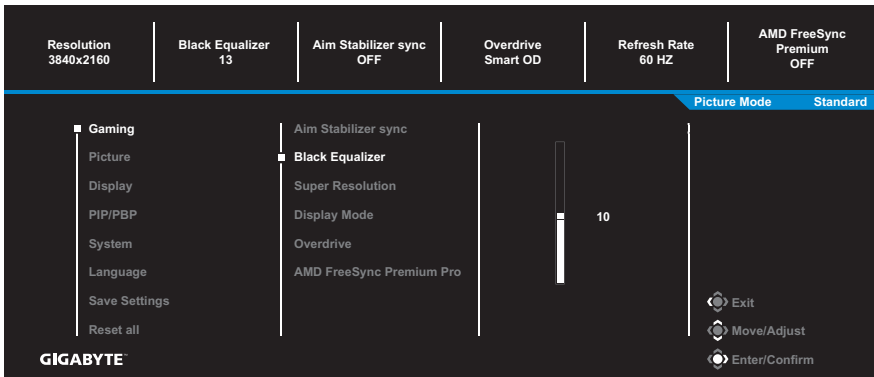 Resolution
3840x2160
Black Equalizer
13
Aim Stabilizer sync
OFF
Overdrive
Smart OD
Refresh Rate
60 HZ
AMD FreeSync
Premium
OFF
Picture Mode Standard
Gaming
Picture
Display
PIP/PBP
System
Language
Save Settings
Reset all
Aim Stabilizer sync
Black Equalizer
Super Resolution
Display Mode
Overdrive
AMD FreeSync Premium Pro
10
Exit
Move/Adjust
Enter/Confirm
GIGABYTE™